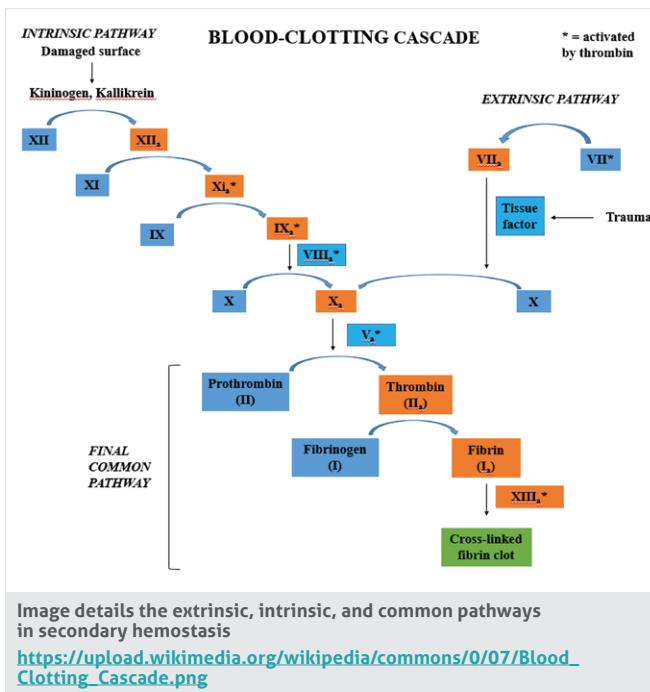 INTRINSIC PATHWAY
Damaged surface
BLOOD-CLOTTING CASCADE
* = activated
by thrombin
Kininogen, Kallikrein
EXTRINSIC PATHWAY
XII
XIIa
VIIa
VII*
XI
Xia*
Tissue
factor
Trauma
IX
IXa*
VIIIa*
X
Xa
X
Va*
Prothrombin
(II)
Thrombin
(IIa)
FINAL
COMMON
PATHWAY
Fibrinogen
(I)
Fibrin
(Ia)
XIIIa*
Cross-linked
fibrin clot
Image details the extrinsic, intrinsic, and common pathways
in secondary hemostasis
https://upload.wikimedia.org/wikipedia/commons/0/07/Blood_
Clotting_Cascade.png